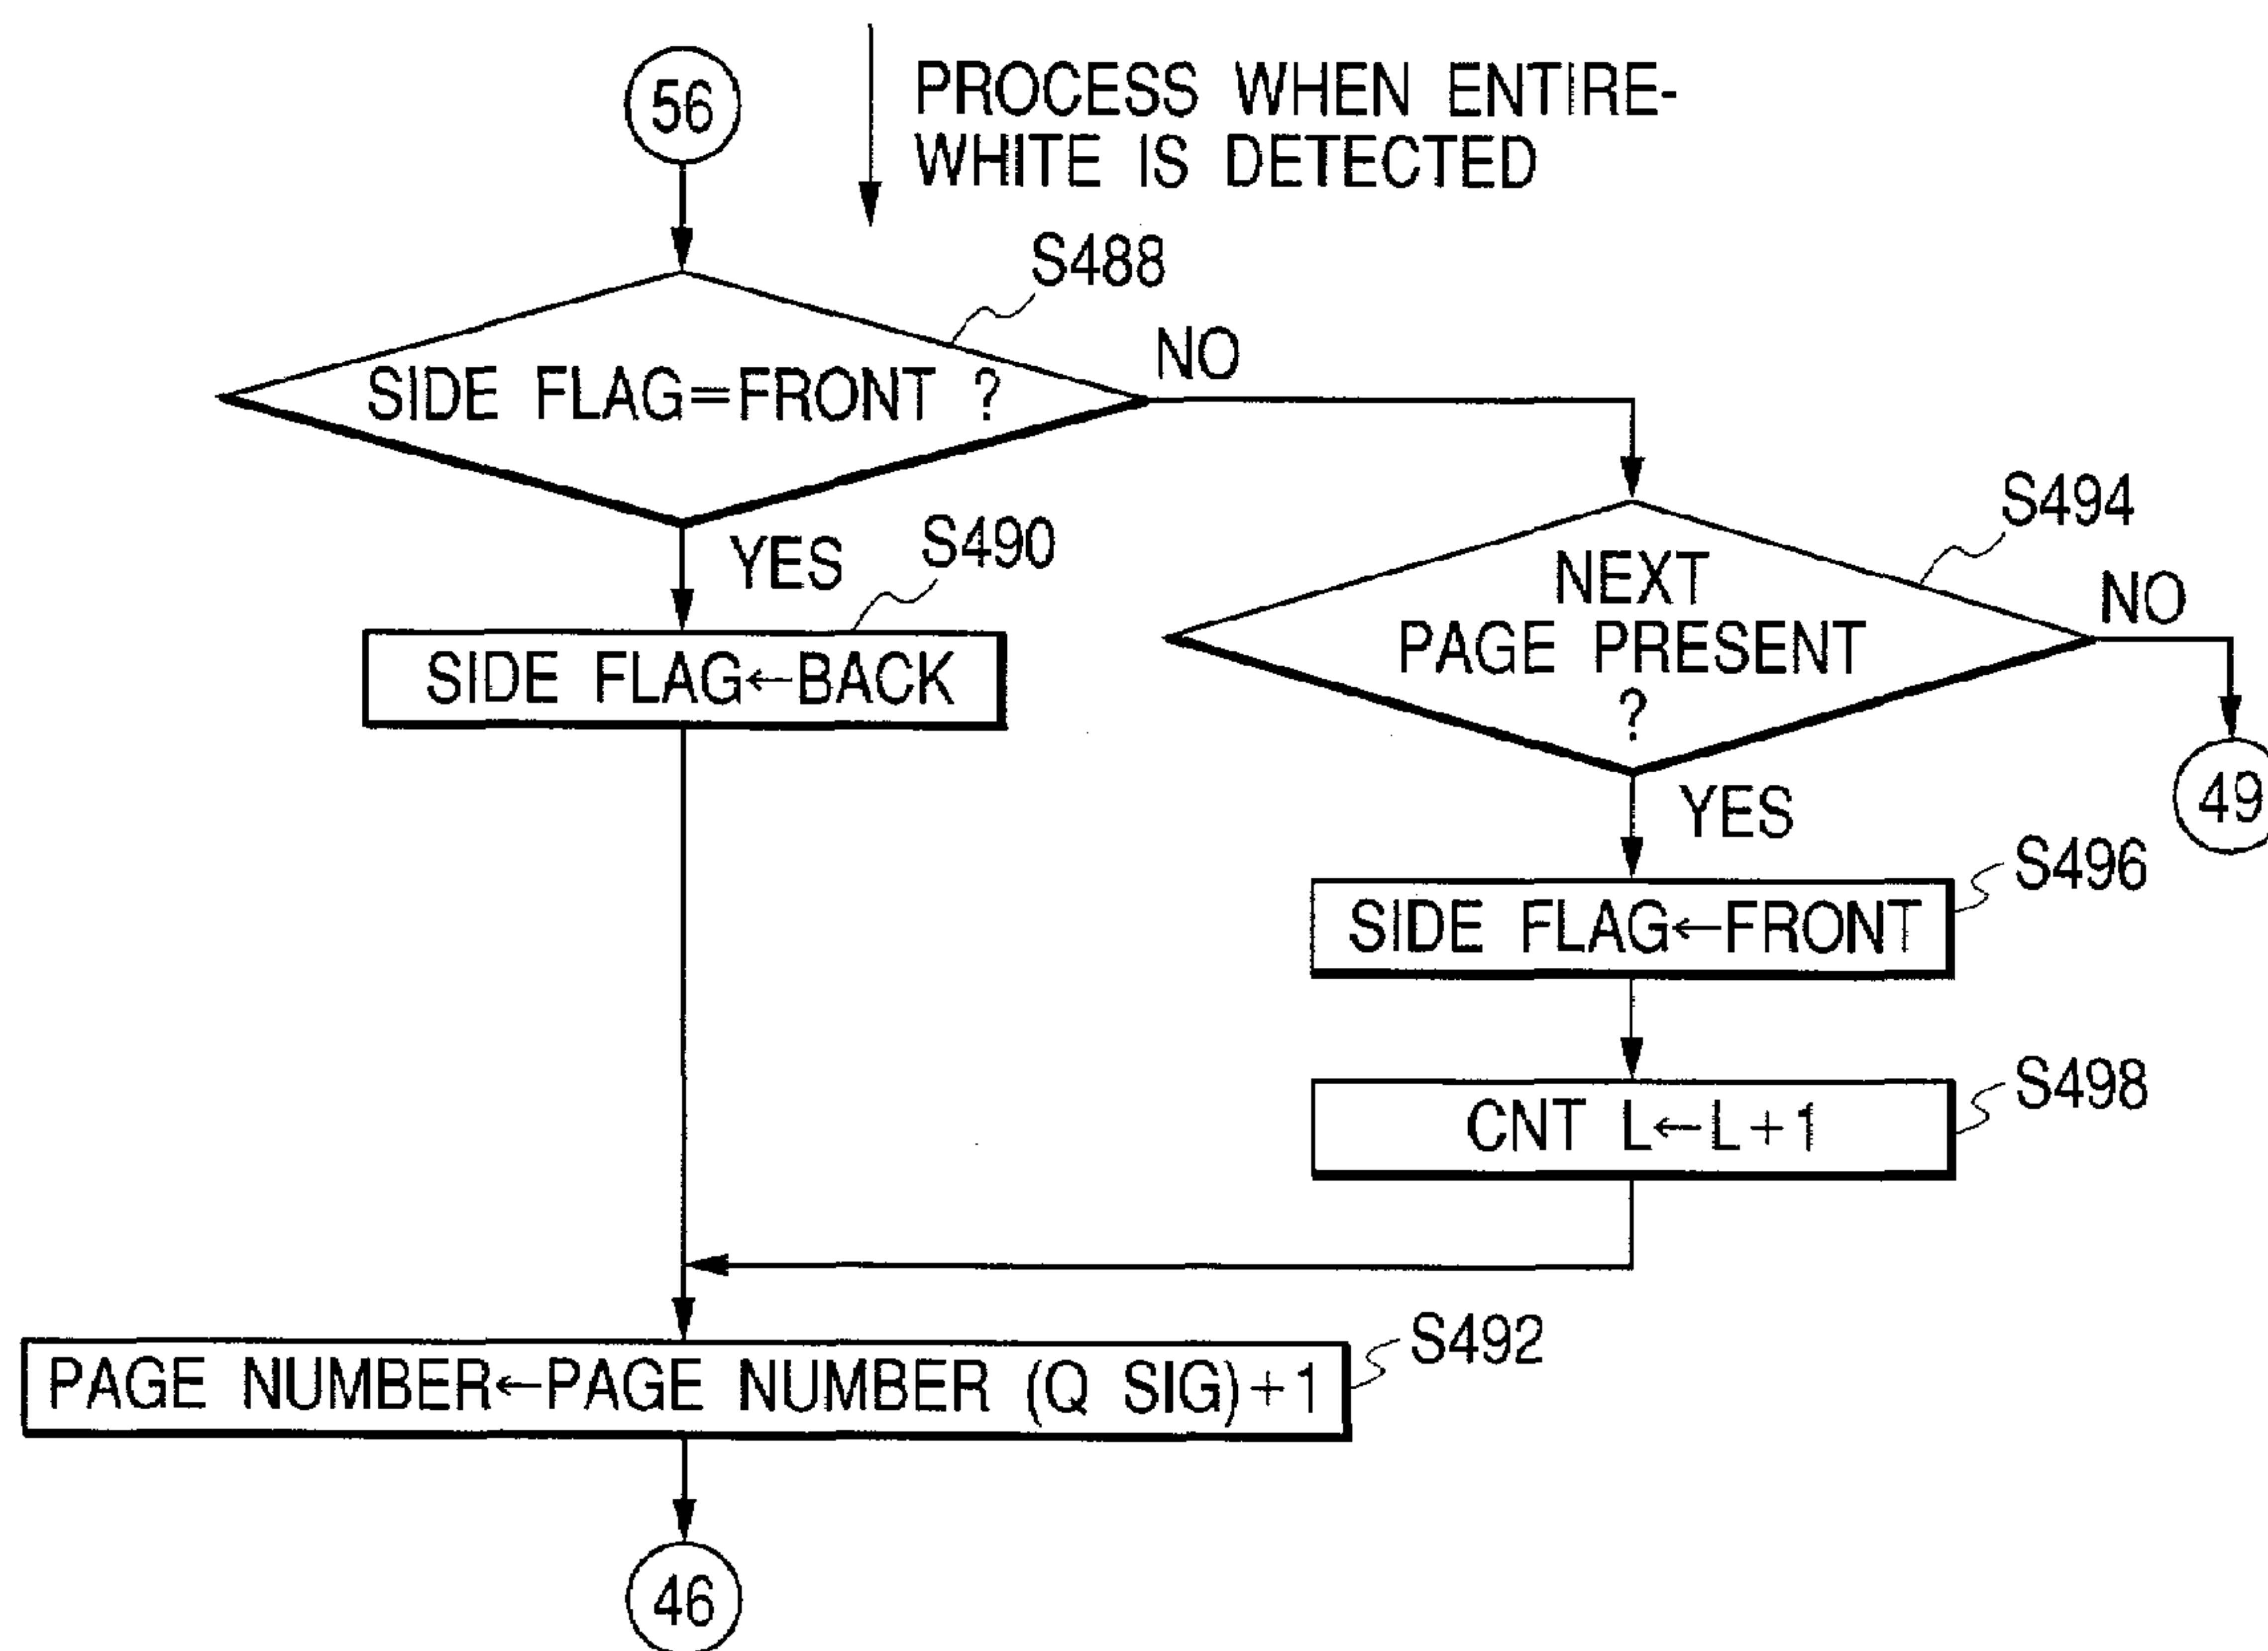 56
PROCESS WHEN ENTIRE-
WHITE IS DETECTED
S488
SIDE FLAG=FRONT ?
NO
YES
S490
SIDE FLAG←BACK
S494
NEXT
PAGE PRESENT
?
NO
49
YES
S496
SIDE FLAG←FRONT
S498
CNT L←L+1
S492
PAGE NUMBER←PAGE NUMBER (Q SIG)+1
46